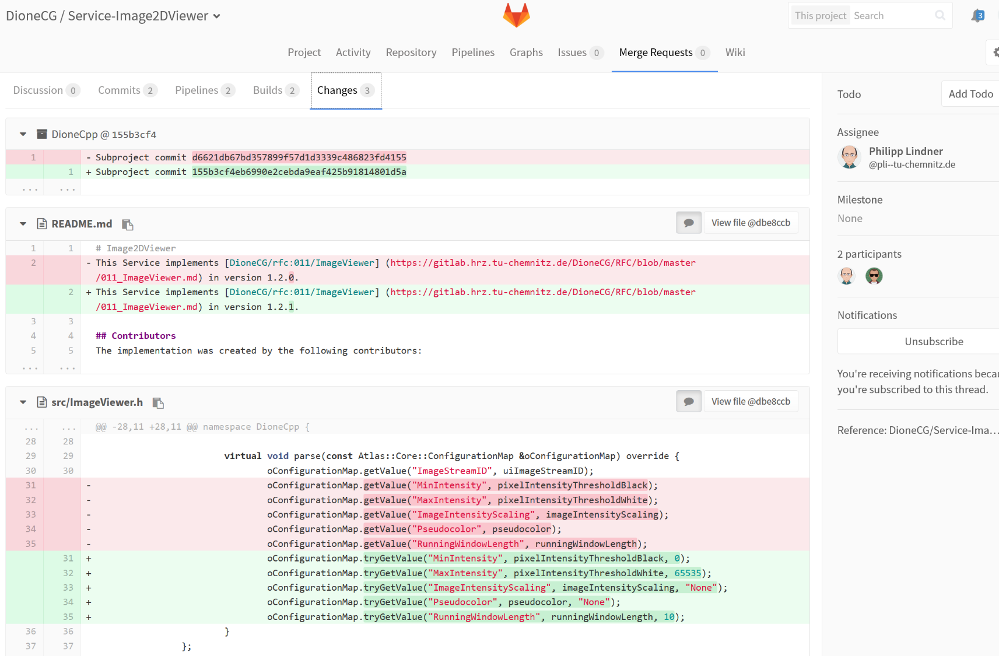 DioneCG / Service-Image2DViewer
This project Search
3
Project Activity Repository Pipelines Graphs Issues 0 Merge Requests 0 Wiki
Discussion 0 Commits 2 Pipelines 2 Builds 2 Changes 3
DioneCpp @ 155b3cf4
1 - Subproject commit d6621db67bd357899f57d1d3339c486823fd4155
1 + Subproject commit 155b3cf4eb6990e2cebda9eaf425b91814801d5a
... ...
README.md View file @dbe8ccb
1 1 # Image2DViewer
2 - This Service implements [DioneCG/rfc:011/ImageViewer] (https://gitlab.hrz.tu-chemnitz.de/DioneCG/RFC/blob/master
/011_ImageViewer.md) in version 1.2.0.
2 + This Service implements [DioneCG/rfc:011/ImageViewer] (https://gitlab.hrz.tu-chemnitz.de/DioneCG/RFC/blob/master
/011_ImageViewer.md) in version 1.2.1.
3 3
4 4 ## Contributors
5 5 The implementation was created by the following contributors:
... ...
src/ImageViewer.h View file @dbe8ccb
... ... @@ -28,11 +28,11 @@ namespace DioneCpp {
28 28
29 29 virtual void parse(const Atlas::Core::ConfigurationMap &oConfigurationMap) override {
30 30 oConfigurationMap.getValue("ImageStreamID", uiImageStreamID);
31 - oConfigurationMap.getValue("MinIntensity", pixelIntensityThresholdBlack);
32 - oConfigurationMap.getValue("MaxIntensity", pixelIntensityThresholdWhite);
33 - oConfigurationMap.getValue("ImageIntensityScaling", imageIntensityScaling);
34 - oConfigurationMap.getValue("Pseudocolor", pseudocolor);
35 - oConfigurationMap.getValue("RunningWindowLength", runningWindowLength);
31 + oConfigurationMap.tryGetValue("MinIntensity", pixelIntensityThresholdBlack, 0);
32 + oConfigurationMap.tryGetValue("MaxIntensity", pixelIntensityThresholdWhite, 65535);
33 + oConfigurationMap.tryGetValue("ImageIntensityScaling", imageIntensityScaling, "None");
34 + oConfigurationMap.tryGetValue("Pseudocolor", pseudocolor, "None");
35 + oConfigurationMap.tryGetValue("RunningWindowLength", runningWindowLength, 10);
36 36 }
37 37 };
Todo Add Todo
Assignee
Philipp Lindner
@pli--tu-chemnitz.de
Milestone
None
2 participants
Notifications
Unsubscribe
You're receiving notifications becau
you're subscribed to this thread.
Reference: DioneCG/Service-Ima…